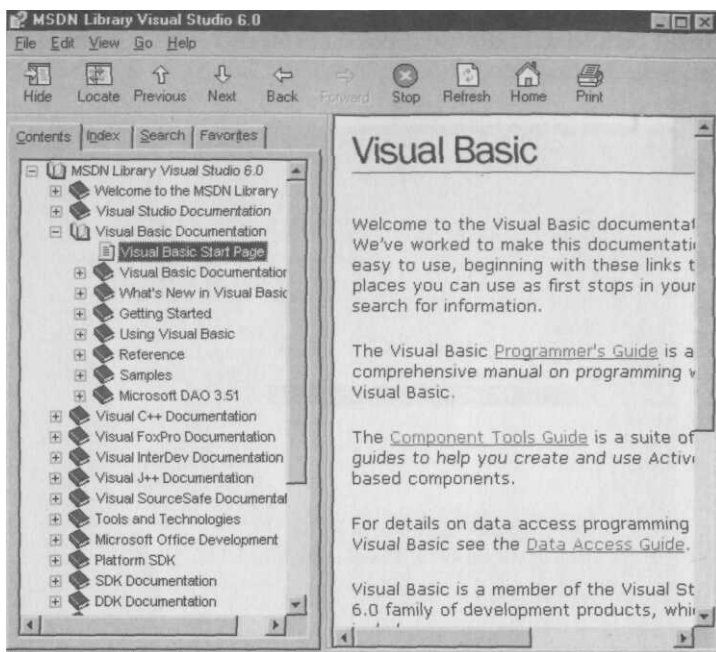 MSDN Library Visual Studio 6.0
File Edit View Go Help
Hide Locate Previous Next Back Forward Stop Refresh Home Print
Contents Index Search Favorites
MSDN Library Visual Studio 6.0
Welcome to the MSDN Library
Visual Studio Documentation
Visual Basic Documentation
Visual Basic Start Page
Visual Basic Documentation
What's New in Visual Basic
Getting Started
Using Visual Basic
Reference
Samples
Microsoft DAO 3.51
Visual C++ Documentation
Visual FoxPro Documentation
Visual InterDev Documentation
Visual J++ Documentation
Visual SourceSafe Documentat
Tools and Technologies
Microsoft Office Development
Platform SDK
SDK Documentation
DDK Documentation
Visual Basic
Welcome to the Visual Basic documentat
We've worked to make this documentatio
easy to use, beginning with these links t
places you can use as first stops in your
search for information.
The Visual Basic Programmer's Guide is a
comprehensive manual on programming
Visual Basic.
The Component Tools Guide is a suite of
guides to help you create and use Active
based components.
For details on data access programming
Visual Basic see the Data Access Guide.
Visual Basic is a member of the Visual St
6.0 family of development products, whi